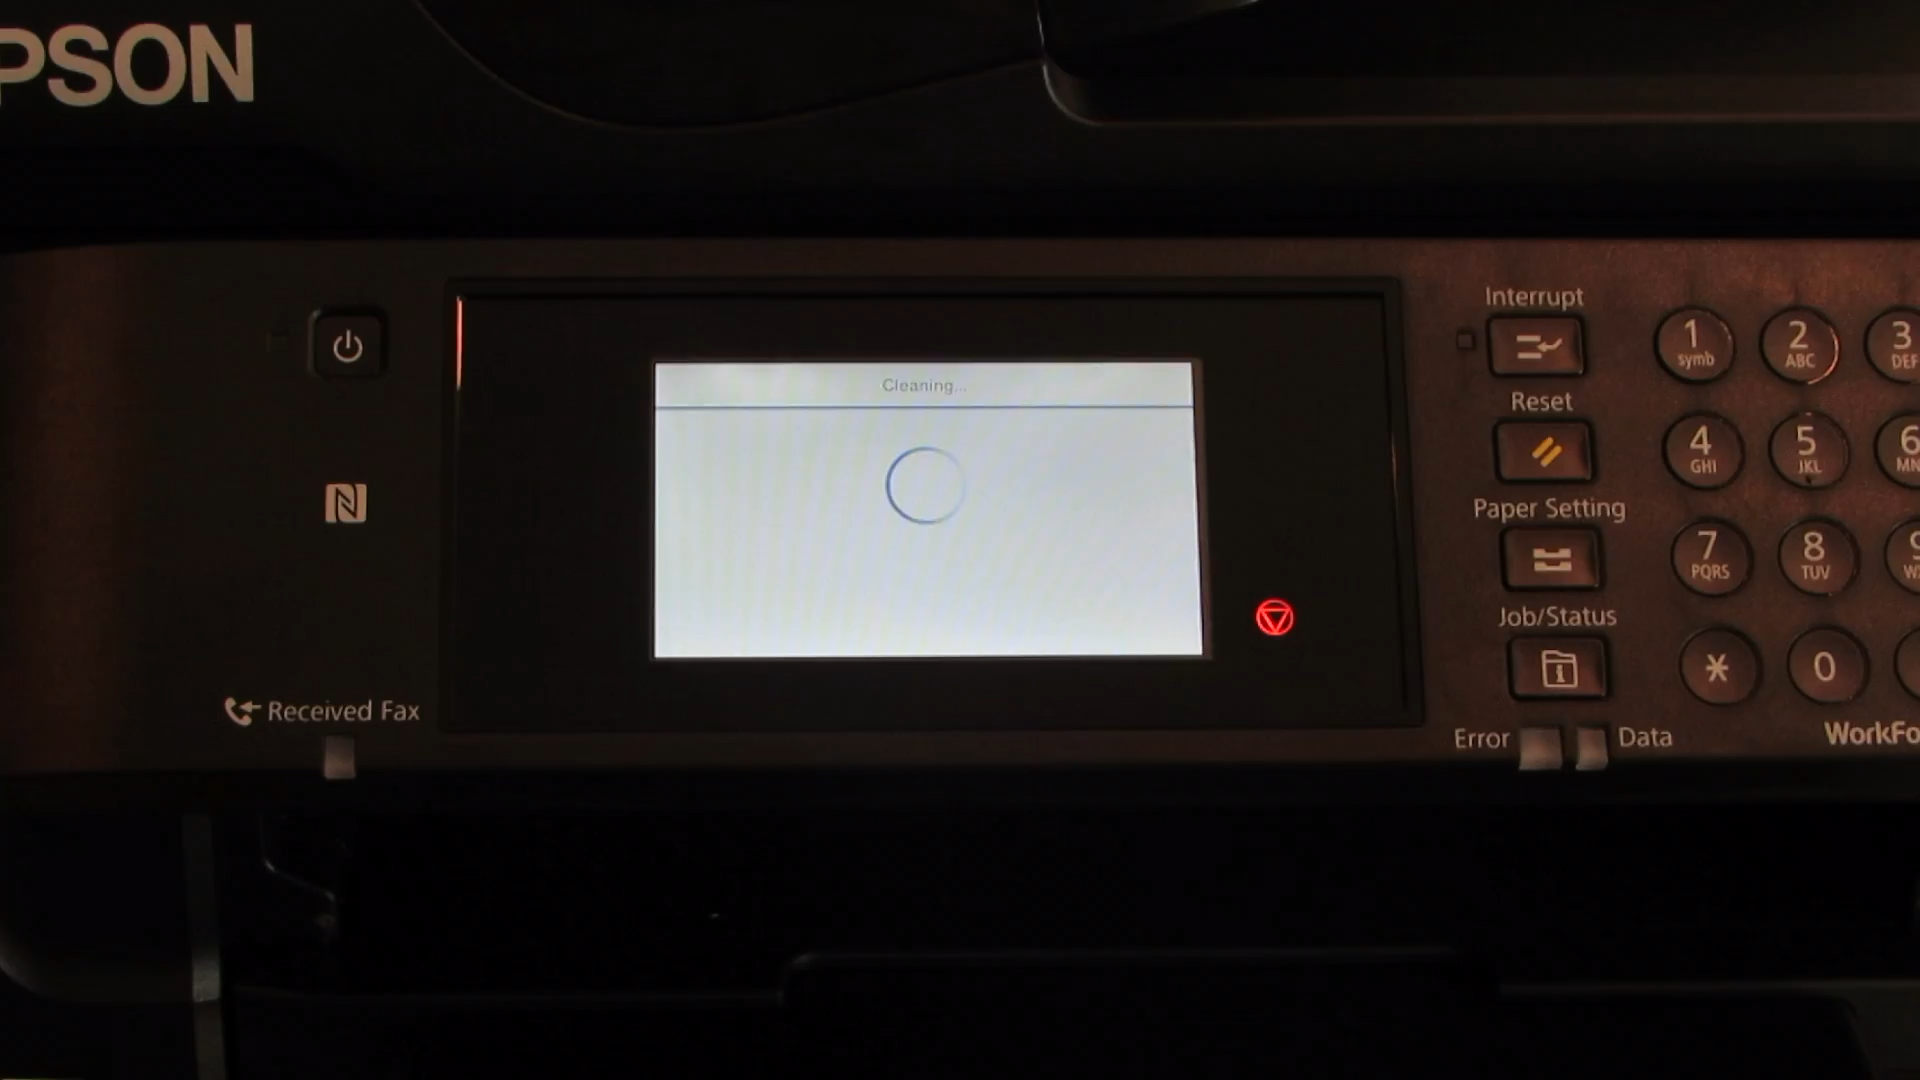 PSON
Cleaning...
Interrupt
Reset
Paper Setting
Job/Status
Received Fax
Error
Data
WorkFo
1 symb
2 ABC
3 DEF
4 GHI
5 JKL
6 MN
7 PQRS
8 TUV
9 W
* 0